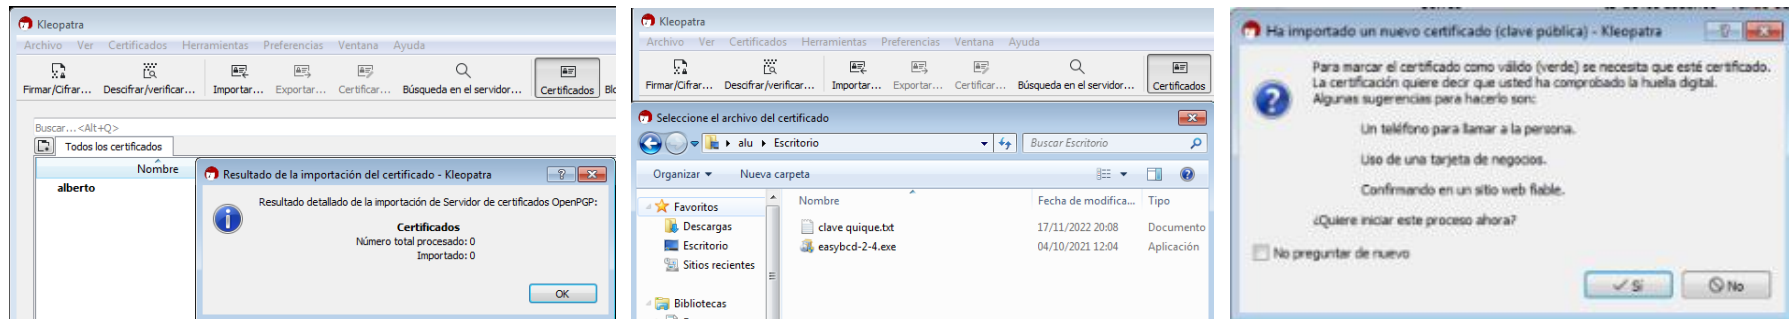 Kleopatra
Archivo Ver Certificados Herramientas Preferencias Ventana Ayuda
Firmar/Cifrar... Descifrar/verificar... Importar... Exportar... Certificar... Búsqueda en el servidor... Certificados Blo
Buscar...<Alt+Q>
Todos los certificados
Nombre
alberto
Resultado de la importación del certificado - Kleopatra
Resultado detallado de la importación de Servidor de certificados OpenPGP:
Certificados
Número total procesado: 0
Importado: 0
OK
Kleopatra
Archivo Ver Certificados Herramientas Preferencias Ventana Ayuda
Firmar/Cifrar... Descifrar/verificar... Importar... Exportar... Certificar... Búsqueda en el servidor... Certificados
Seleccione el archivo del certificado
alu Escritorio
Buscar Escritorio
Organizar Nueva carpeta
Favoritos
Descargas
Escritorio
Sitios recientes
Bibliotecas
Nombre Fecha de modifica... Tipo
clave quique.txt 17/11/2022 20:08 Documento
easybcd-2-4.exe 04/10/2021 12:04 Aplicación
Ha importado un nuevo certificado (clave pública) - Kleopatra
Para marcar el certificado como válido (verde) se necesita que esté certificado.
La certificación quiere decir que usted ha comprobado la huella digital.
Algunas sugerencias para hacerlo son:
Un teléfono para llamar a la persona.
Uso de una tarjeta de negocios.
Confirmando en un sitio web fiable.
¿Quiere iniciar este proceso ahora?
No preguntar de nuevo
Sí
No